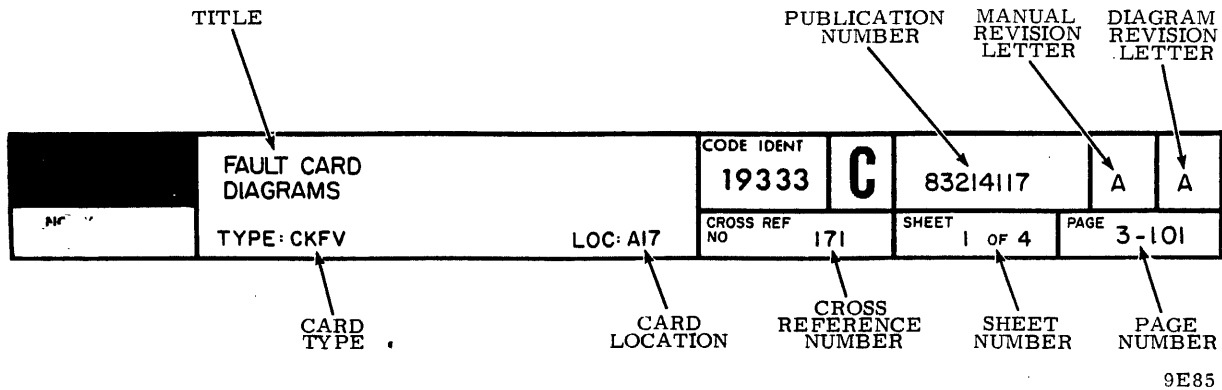 TITLE
PUBLICATION NUMBER
MANUAL REVISION LETTER
DIAGRAM REVISION LETTER
FAULT CARD
DIAGRAMS
TYPE: CKFV
LOC: A17
CODE IDENT
19333
C
83214117
A
A
CROSS REF NO
171
SHEET
1 OF 4
PAGE
3-101
CARD TYPE
CARD LOCATION
CROSS REFERENCE NUMBER
SHEET NUMBER
PAGE NUMBER
9E85